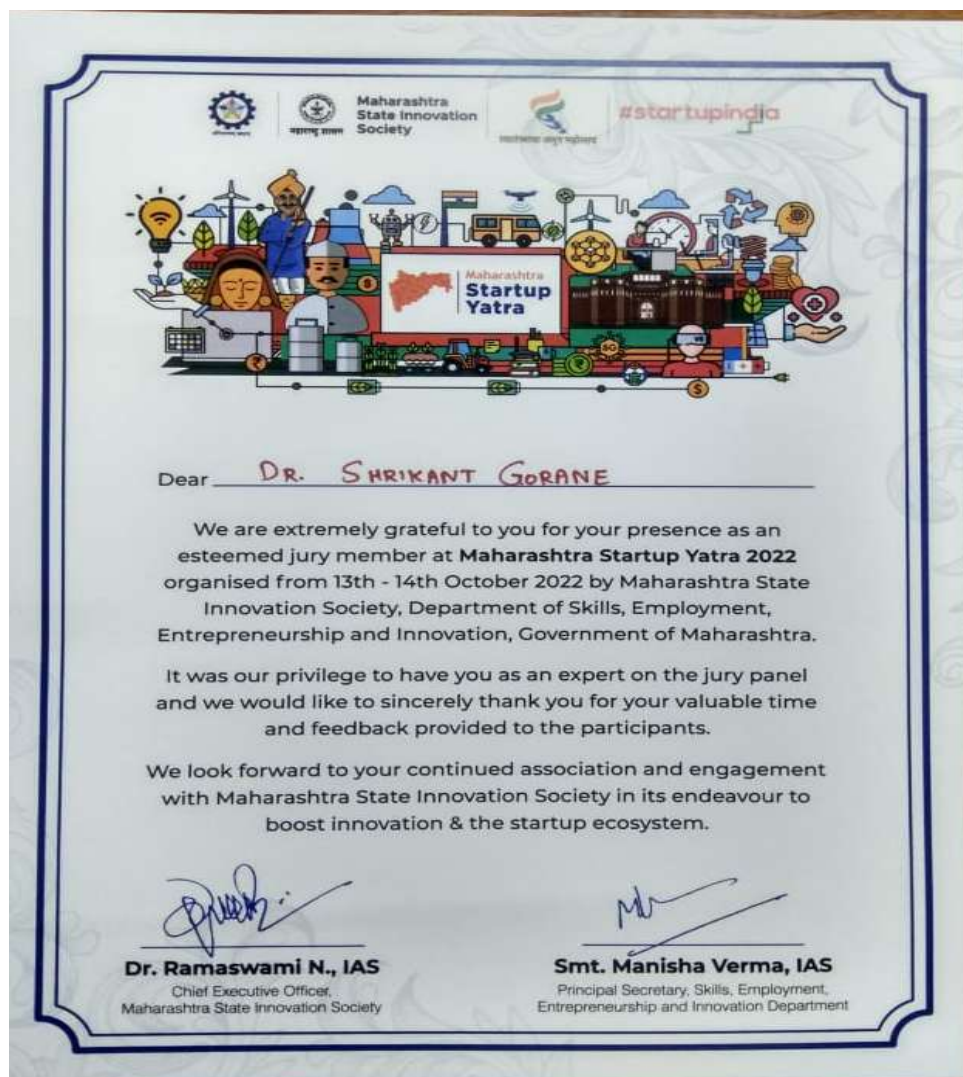 महाराष्ट्र शासन
Maharashtra
State Innovation
Society
#startupindia
Maharashtra
Startup
Yatra
5G
VR
Dear DR. SHRIKANT GORANE
We are extremely grateful to you for your presence as an
esteemed jury member at Maharashtra Startup Yatra 2022
organised from 13th - 14th October 2022 by Maharashtra State
Innovation Society, Department of Skills, Employment,
Entrepreneurship and Innovation, Government of Maharashtra.
It was our privilege to have you as an expert on the jury panel
and we would like to sincerely thank you for your valuable time
and feedback provided to the participants.
We look forward to your continued association and engagement
with Maharashtra State Innovation Society in its endeavour to
boost innovation & the startup ecosystem.
Dr. Ramaswami N., IAS
Chief Executive Officer,
Maharashtra State Innovation Society
Smt. Manisha Verma, IAS
Principal Secretary, Skills, Employment,
Entrepreneurship and Innovation Department